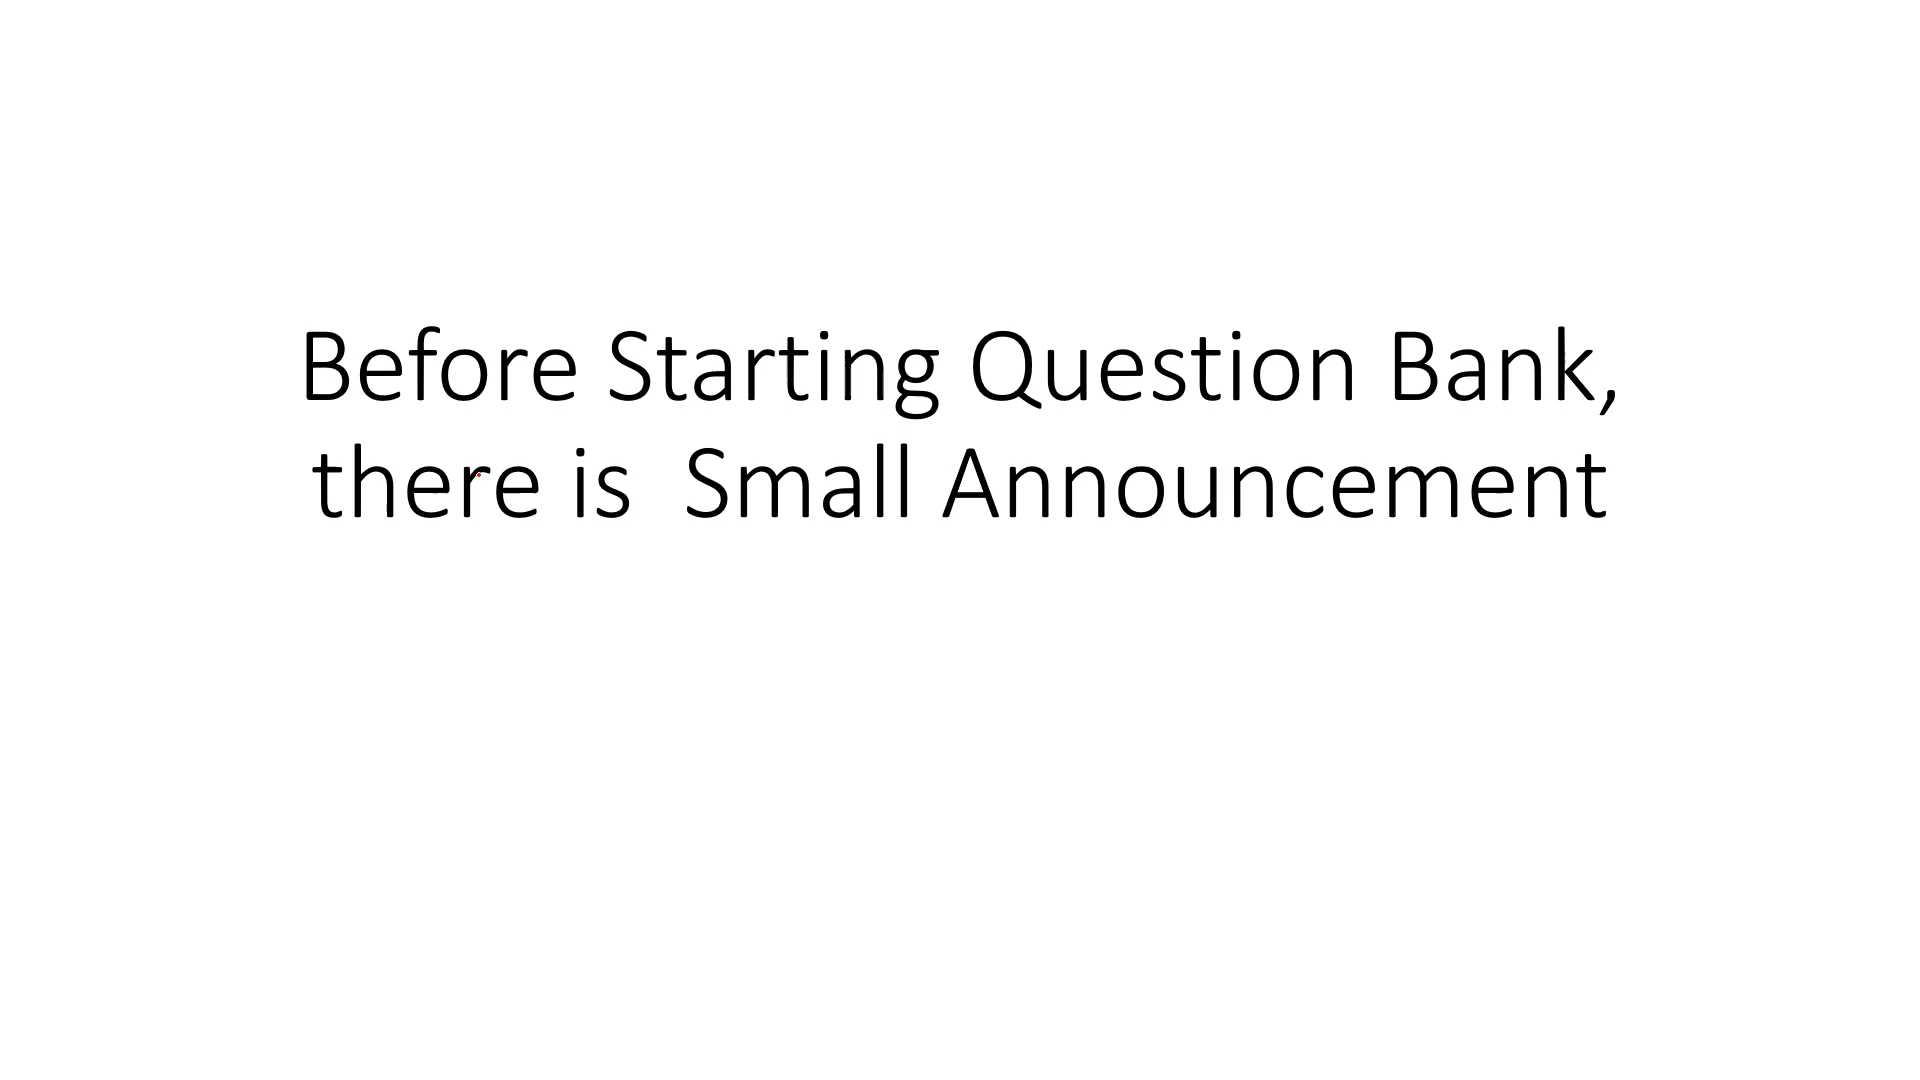 Before Starting Question Bank,
there is  Small Announcement